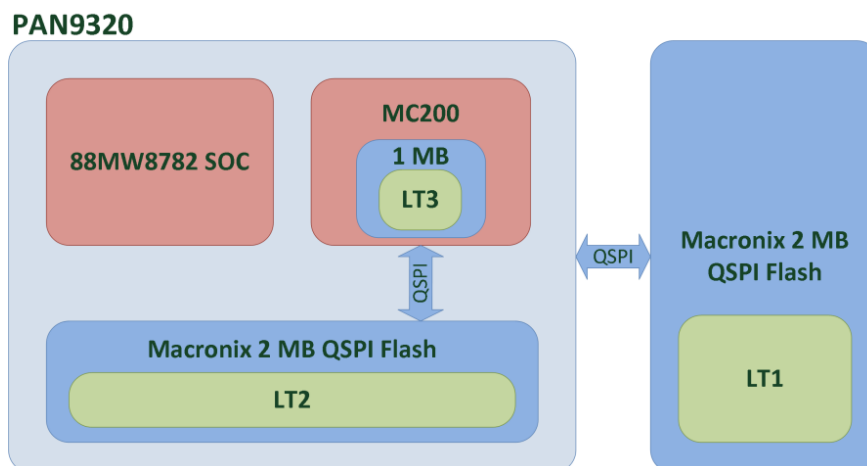 PAN9320
88MW8782 SOC
MC200
1 MB
LT3
QSPI
Macronix 2 MB QSPI Flash
LT2
QSPI
Macronix 2 MB
QSPI Flash
LT1